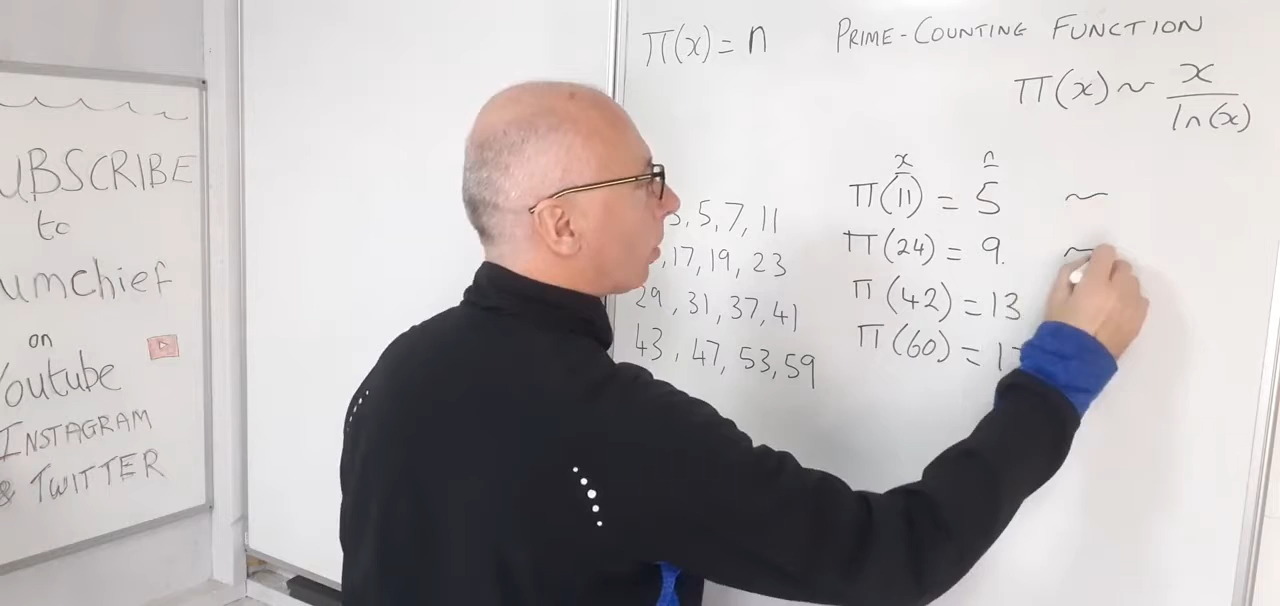 UBSCRIBE
to
umchief
on
Youtube
INSTAGRAM
& TWITTER
π(x) = n
PRIME-COUNTING FUNCTION
π(x) ~ x / ln(x)
, 5, 7, 11
, 17, 19, 23
29, 31, 37, 41
43, 47, 53, 59
x n
π(11) = 5 ~
π(24) = 9. ~
π(42) = 13
π(60) = 1